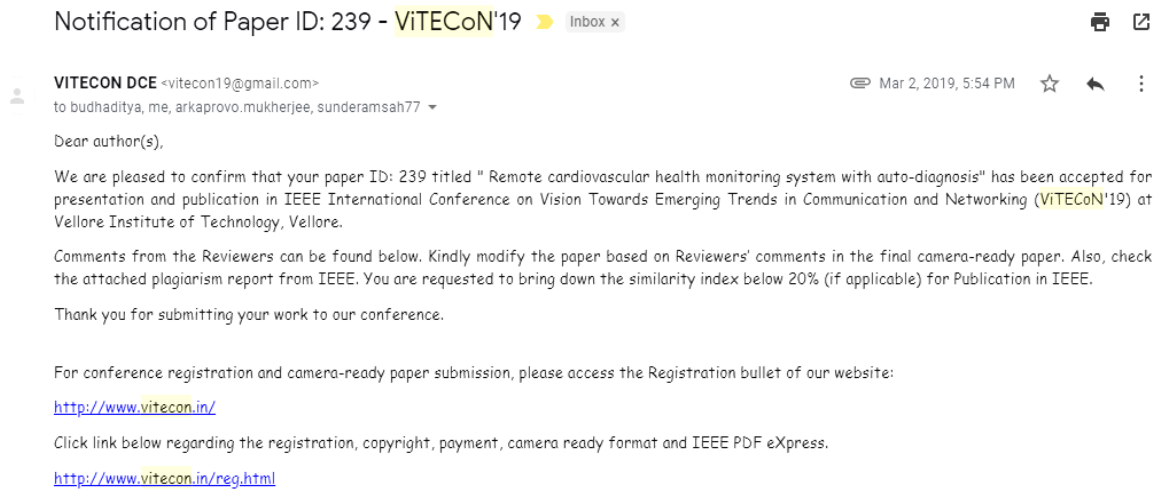 Notification of Paper ID: 239 - ViTECoN'19 Inbox x
VITECON DCE <vitecon19@gmail.com> Mar 2, 2019, 5:54 PM
to budhaditya, me, arkaprovo.mukherjee, sunderamsah77
Dear author(s),
We are pleased to confirm that your paper ID: 239 titled " Remote cardiovascular health monitoring system with auto-diagnosis" has been accepted for
presentation and publication in IEEE International Conference on Vision Towards Emerging Trends in Communication and Networking (ViTECoN'19) at
Vellore Institute of Technology, Vellore.
Comments from the Reviewers can be found below. Kindly modify the paper based on Reviewers' comments in the final camera-ready paper. Also, check
the attached plagiarism report from IEEE. You are requested to bring down the similarity index below 20% (if applicable) for Publication in IEEE.
Thank you for submitting your work to our conference.
For conference registration and camera-ready paper submission, please access the Registration bullet of our website:
http://www.vitecon.in/
Click link below regarding the registration, copyright, payment, camera ready format and IEEE PDF eXpress.
http://www.vitecon.in/reg.html